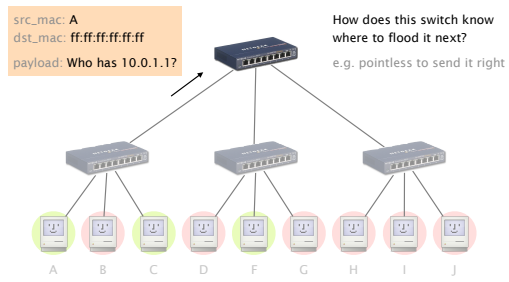 src_mac: A
dst_mac: ff:ff:ff:ff:ff:ff
payload: Who has 10.0.1.1?
How does this switch know
where to flood it next?
e.g. pointless to send it right
NETGEAR
A B C D F G H I J